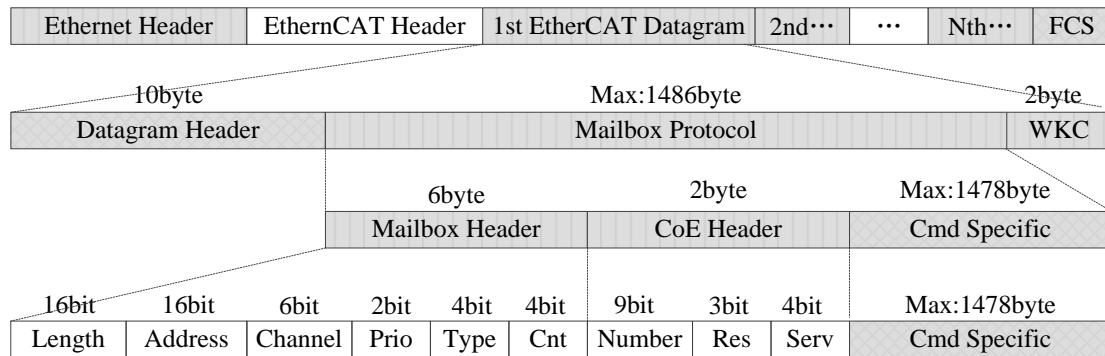 Ethernet Header EthernCAT Header 1st EtherCAT Datagram 2nd⋯ ⋯ Nth⋯ FCS
10byte Max:1486byte 2byte
Datagram Header Mailbox Protocol WKC
6byte 2byte Max:1478byte
Mailbox Header CoE Header Cmd Specific
16bit 16bit 6bit 2bit 4bit 4bit 9bit 3bit 4bit Max:1478byte
Length Address Channel Prio Type Cnt Number Res Serv Cmd Specific